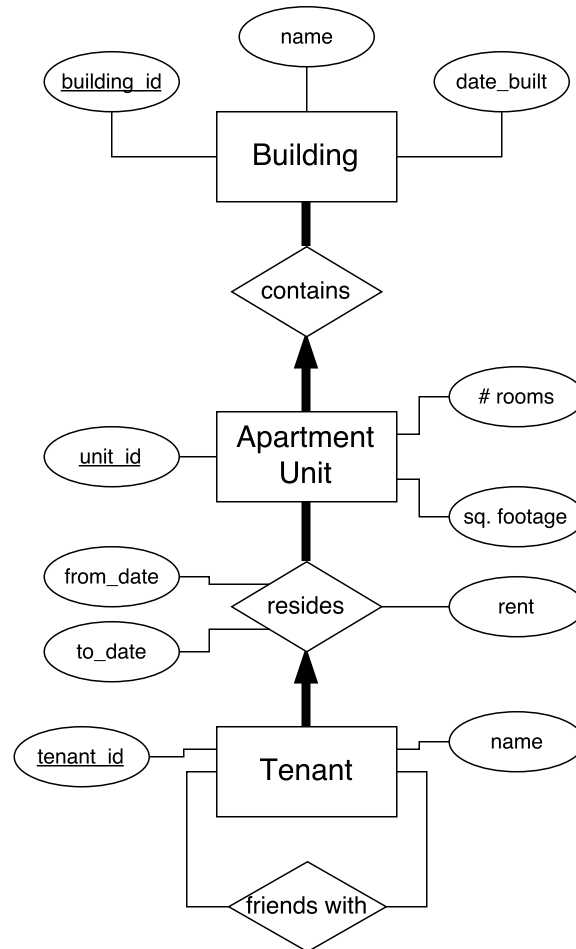 name
building_id
date_built
Building
contains
# rooms
Apartment
Unit
unit_id
sq. footage
from_date
resides
rent
to_date
name
tenant_id
Tenant
friends with